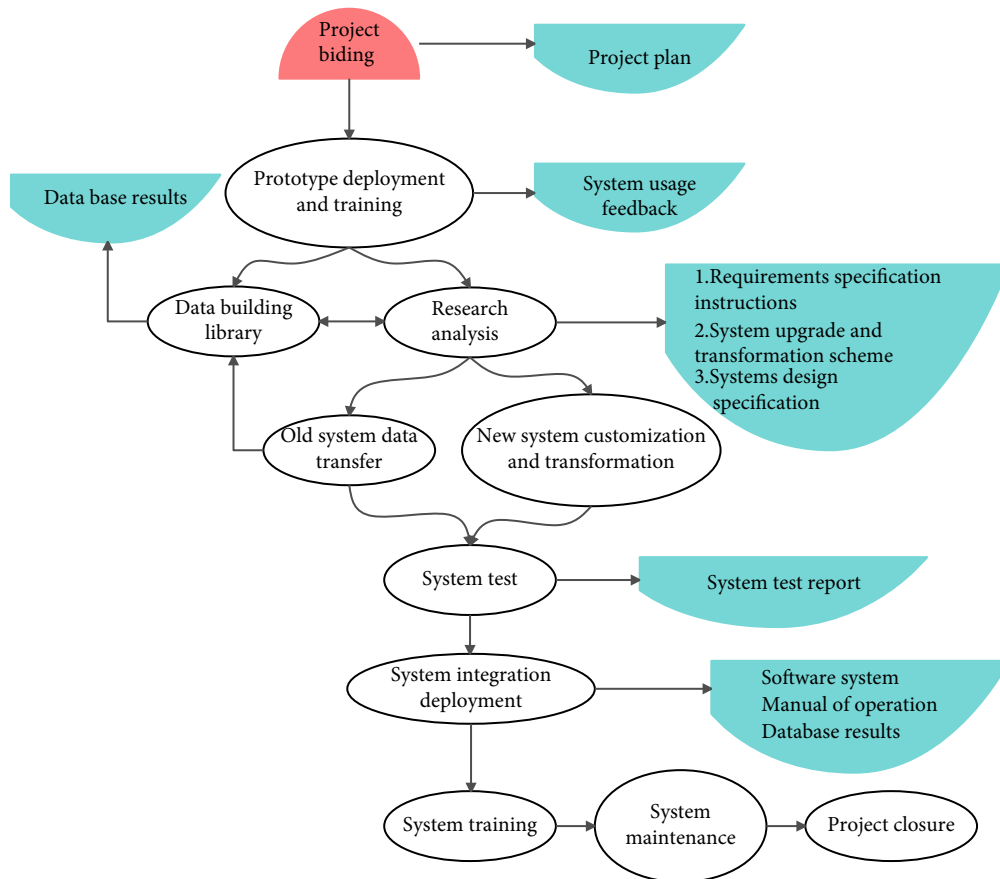 Project
biding
Project plan
Prototype deployment
and training
System usage
feedback
Data base results
Data building
library
Research
analysis
1.Requirements specification
instructions
2.System upgrade and
transformation scheme
3.Systems design
specification
Old system data
transfer
New system customization
and transformation
System test
System test report
System integration
deployment
Software system
Manual of operation
Database results
System training
System
maintenance
Project closure